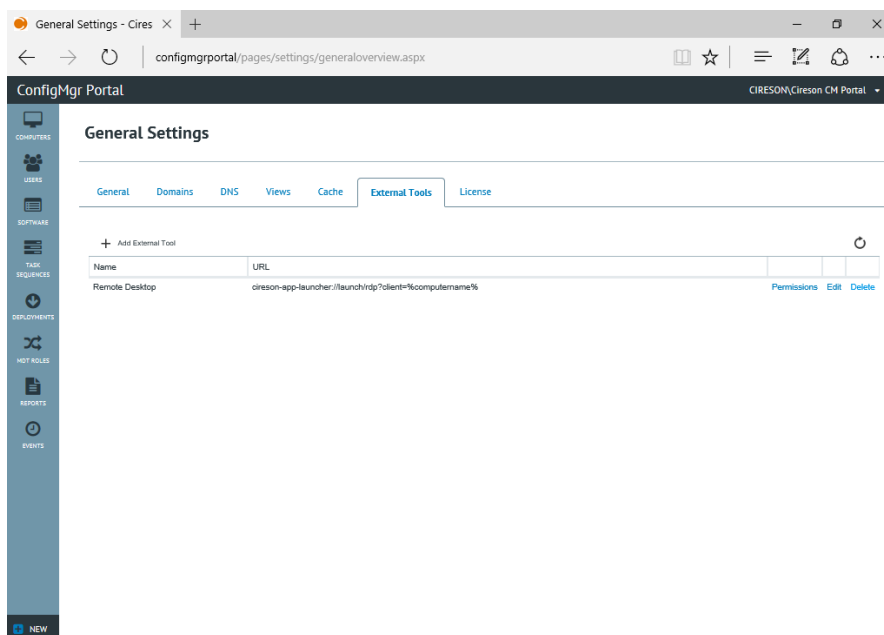 General Settings - Cires
configmgrportal/pages/settings/generaloverview.aspx
ConfigMgr Portal
CIRESON\Cireson CM Portal
COMPUTERS
USERS
SOFTWARE
TASK
SEQUENCES
DEPLOYMENTS
MDT ROLES
REPORTS
EVENTS
NEW
General Settings
General Domains DNS Views Cache External Tools License
Add External Tool
Name URL
Remote Desktop cireson-app-launcher://launch/rdp?client=%computername% Permissions Edit Delete